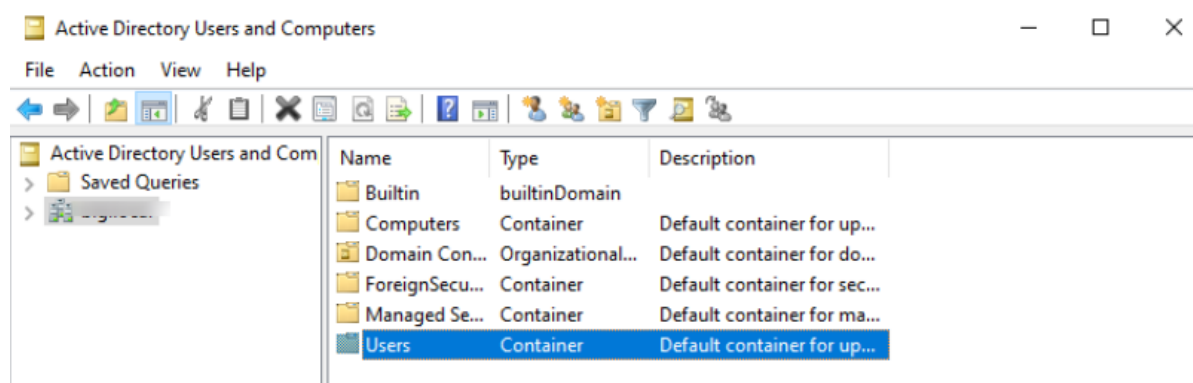 Active Directory Users and Computers
File Action View Help
Active Directory Users and Com
Saved Queries
Name Type Description
Builtin builtinDomain
Computers Container Default container for up...
Domain Con... Organizational... Default container for do...
ForeignSecu... Container Default container for sec...
Managed Se... Container Default container for ma...
Users Container Default container for up...